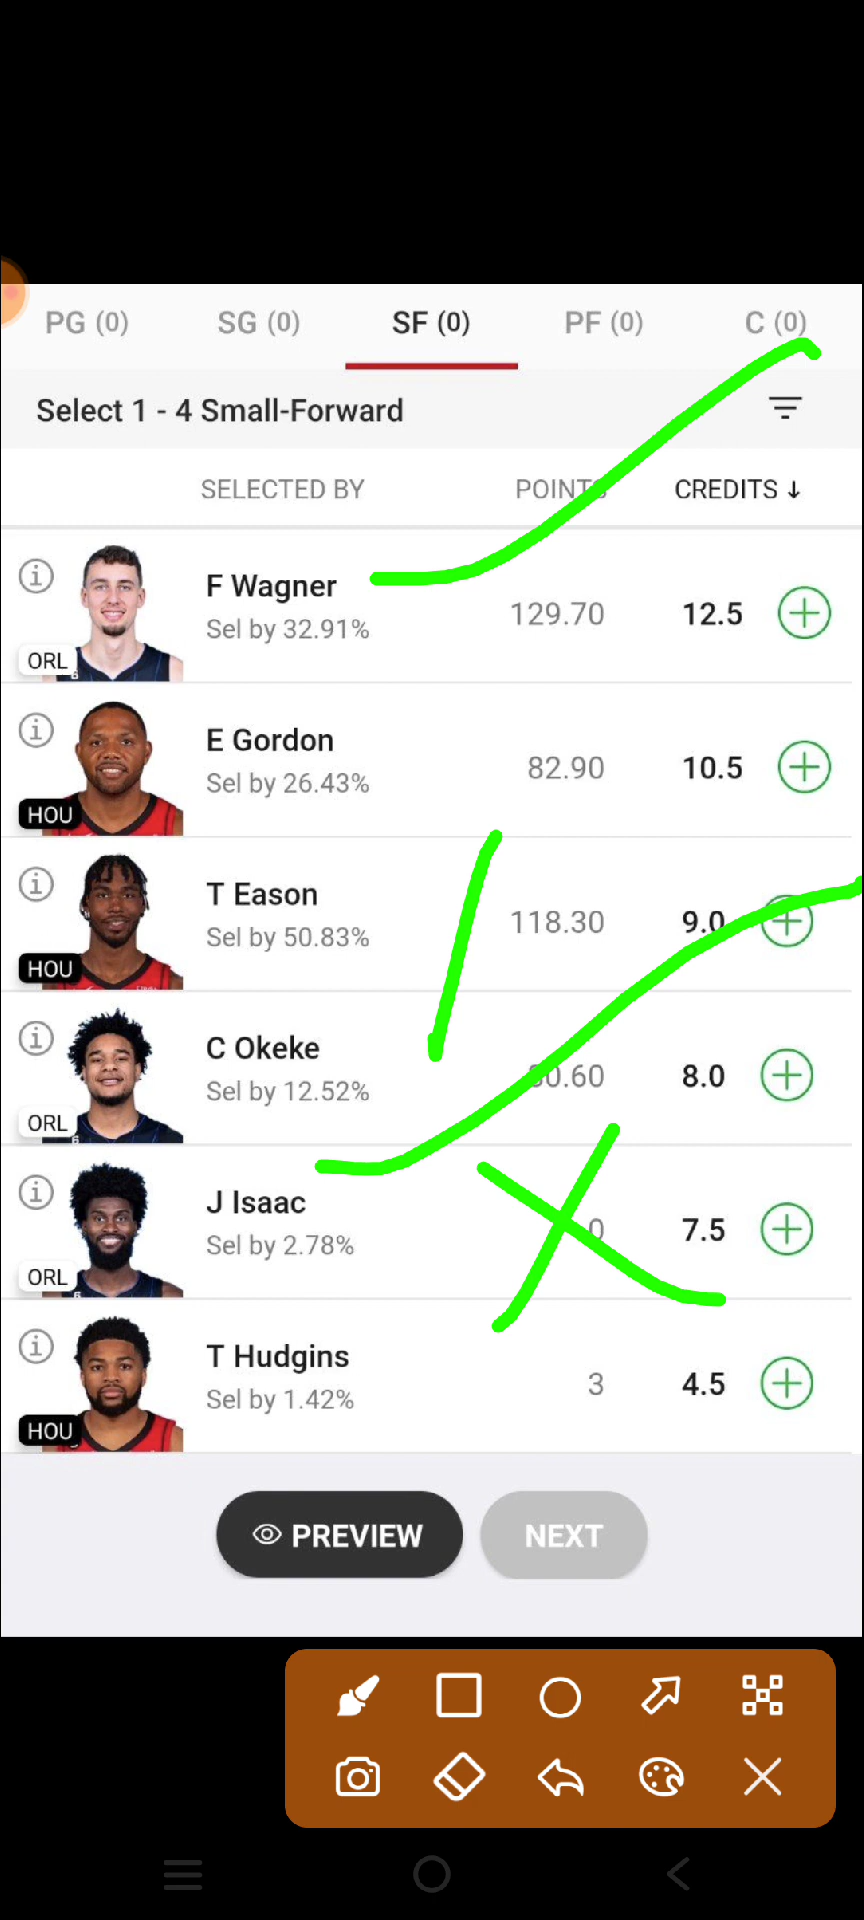 PG (0) SG (0) SF (0) PF (0) C (0)
Select 1 - 4 Small-Forward
SELECTED BY POINTS CREDITS ↓
F Wagner
Sel by 32.91% 129.70 12.5
ORL
E Gordon
Sel by 26.43% 82.90 10.5
HOU
T Eason
Sel by 50.83% 118.30 9.0
HOU
C Okeke
Sel by 12.52% 8.0
ORL
J Isaac
Sel by 2.78% 0 7.5
ORL
T Hudgins
Sel by 1.42% 3 4.5
HOU
PREVIEW NEXT